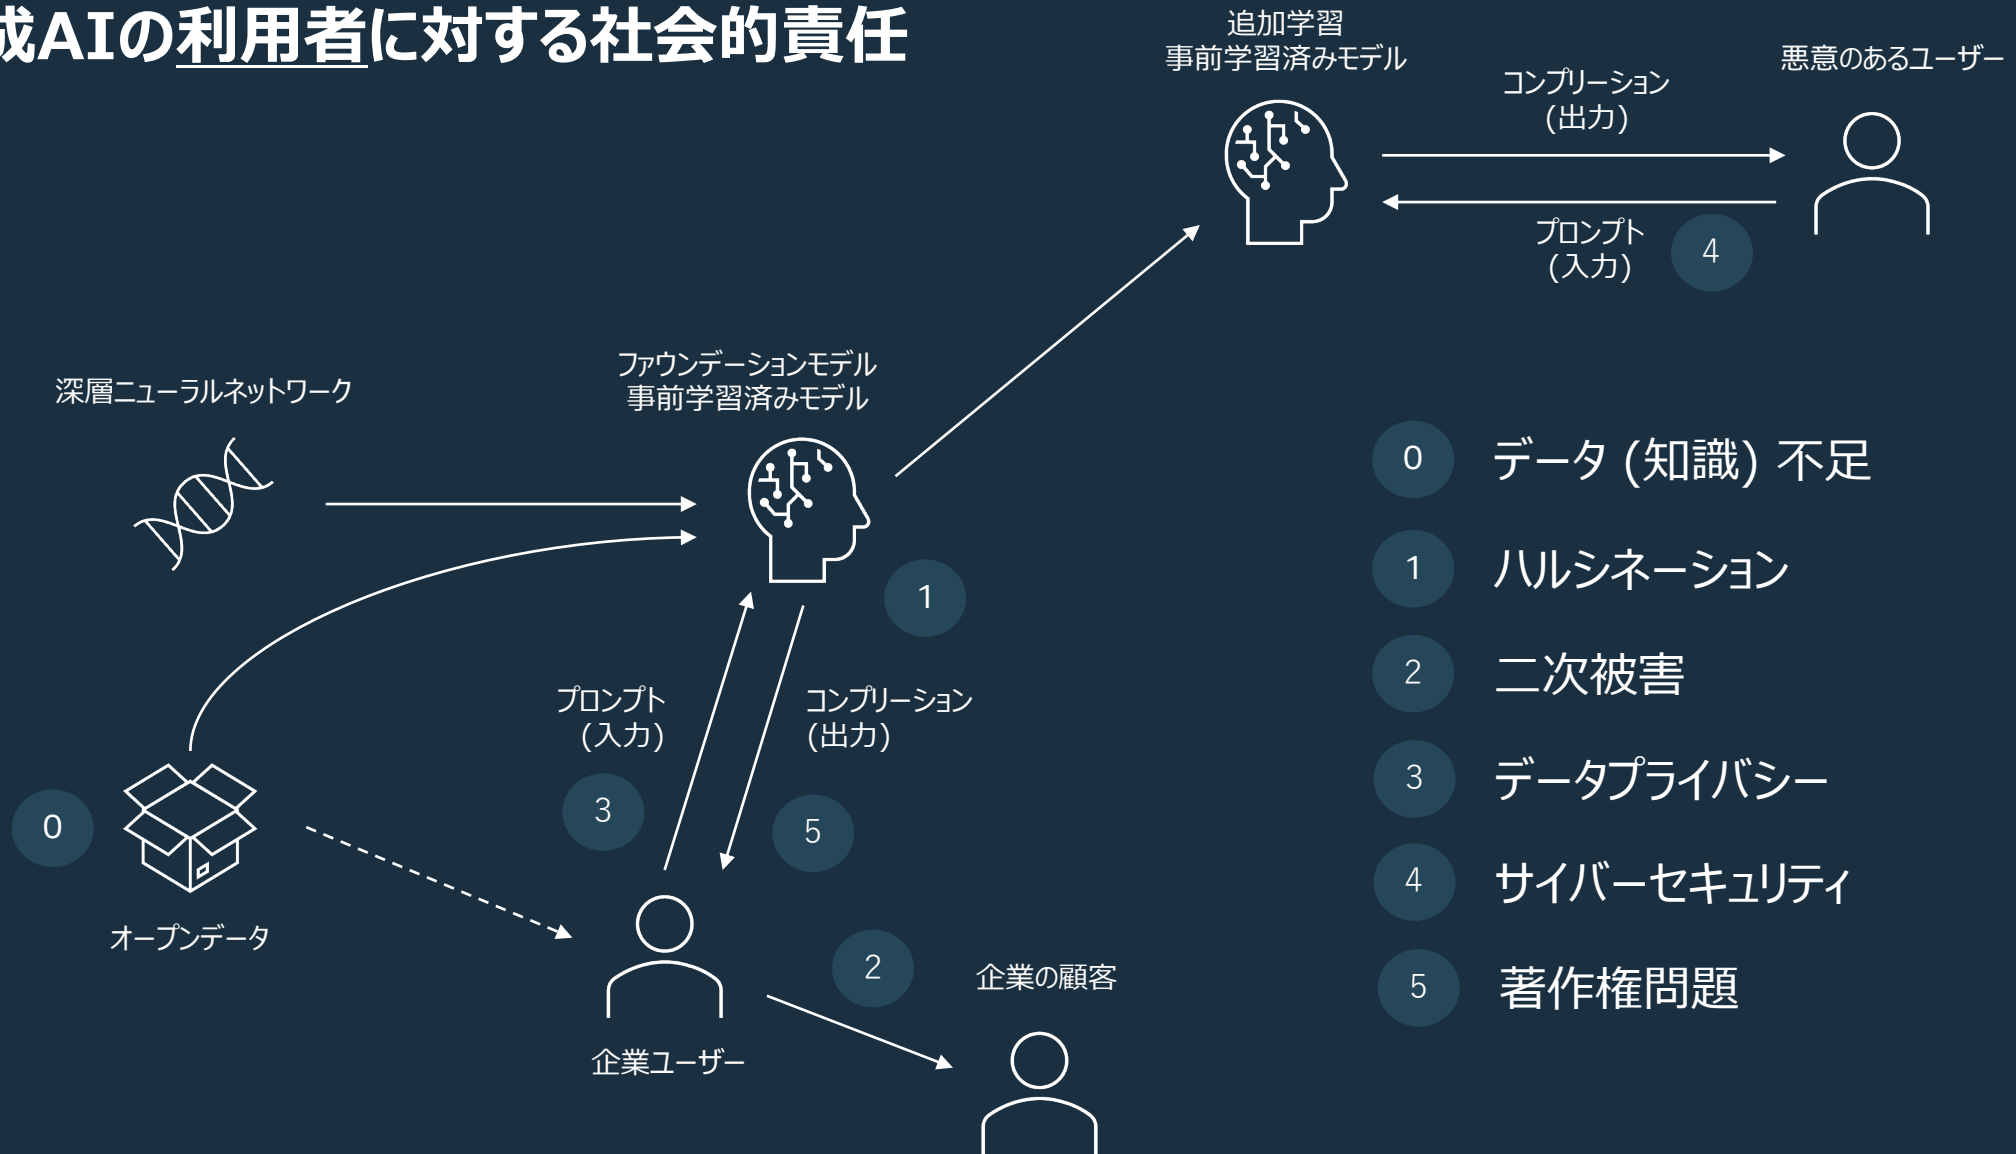 成AIの利用者に対する社会的責任
追加学習
事前学習済みモデル
悪意のあるユーザー
コンプリーション
(出力)
プロンプト
(入力)
4
ファウンデーションモデル
事前学習済みモデル
深層ニューラルネットワーク
1
プロンプト
(入力)
コンプリーション
(出力)
3
5
0
オープンデータ
2
企業の顧客
企業ユーザー
0 データ (知識) 不足
1 ハルシネーション
2 二次被害
3 データプライバシー
4 サイバーセキュリティ
5 著作権問題